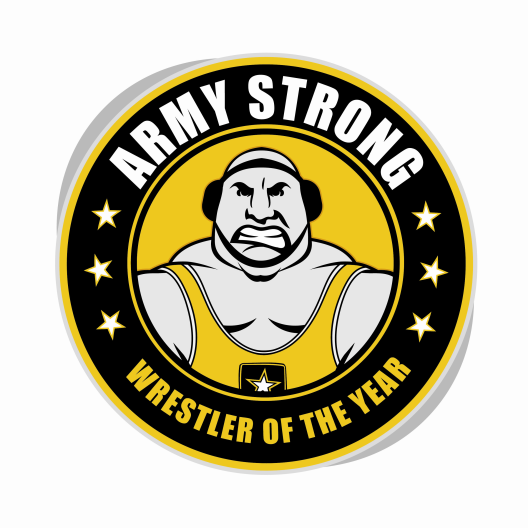 ARMY STRONG
WRESTLER OF THE YEAR